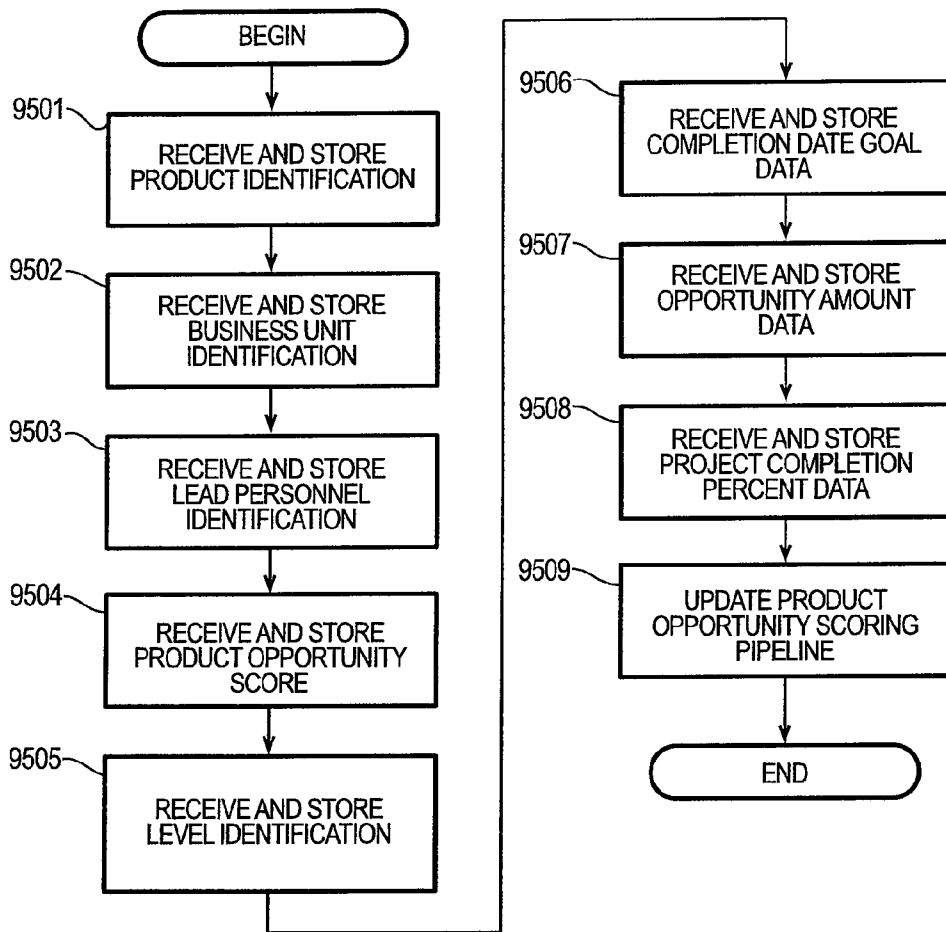 BEGIN
9501
RECEIVE AND STORE
PRODUCT IDENTIFICATION
9502
RECEIVE AND STORE
BUSINESS UNIT
IDENTIFICATION
9503
RECEIVE AND STORE
LEAD PERSONNEL
IDENTIFICATION
9504
RECEIVE AND STORE
PRODUCT OPPORTUNITY
SCORE
9505
RECEIVE AND STORE
LEVEL IDENTIFICATION
9506
RECEIVE AND STORE
COMPLETION DATE GOAL
DATA
9507
RECEIVE AND STORE
OPPORTUNITY AMOUNT
DATA
9508
RECEIVE AND STORE
PROJECT COMPLETION
PERCENT DATA
9509
UPDATE PRODUCT
OPPORTUNITY SCORING
PIPELINE
END